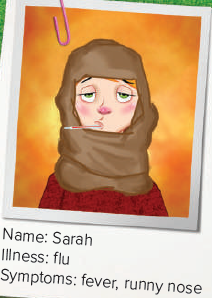 Name: Sarah
Illness: flu
Symptoms: fever, runny nose